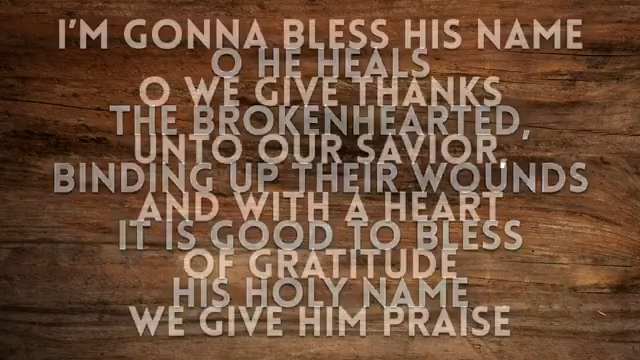 I'M GONNA BLESS HIS NAME
O HE HEALS
O WE GIVE THANKS
THE BROKENHEARTED,
UNTO OUR SAVIOR,
BINDING UP THEIR WOUNDS
AND WITH A HEART
IT IS GOOD TO BLESS
OF GRATITUDE
HIS HOLY NAME
WE GIVE HIM PRAISE